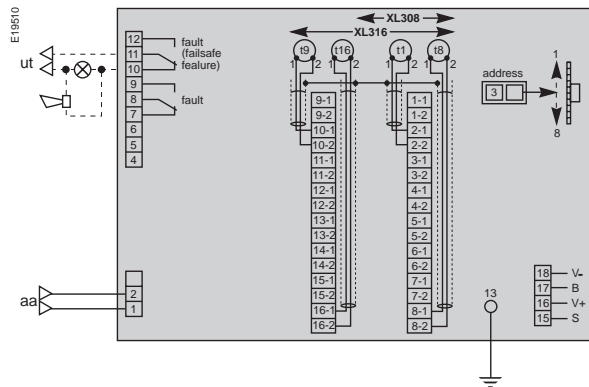 E19510
XL308
XL316
t9 t16 t1 t8
1 2 1 2 1 2 1 2
ut
12
11
10
9
8
7
6
5
4
fault
(failsafe
fealure)
fault
9-1
9-2
10-1
10-2
11-1
11-2
12-1
12-2
13-1
13-2
14-1
14-2
15-1
15-2
16-1
16-2
1-1
1-2
2-1
2-2
3-1
3-2
4-1
4-2
5-1
5-2
6-1
6-2
7-1
7-2
8-1
8-2
address
3
1
8
aa
2
1
13
18 V-
17 B
16 V+
15 S